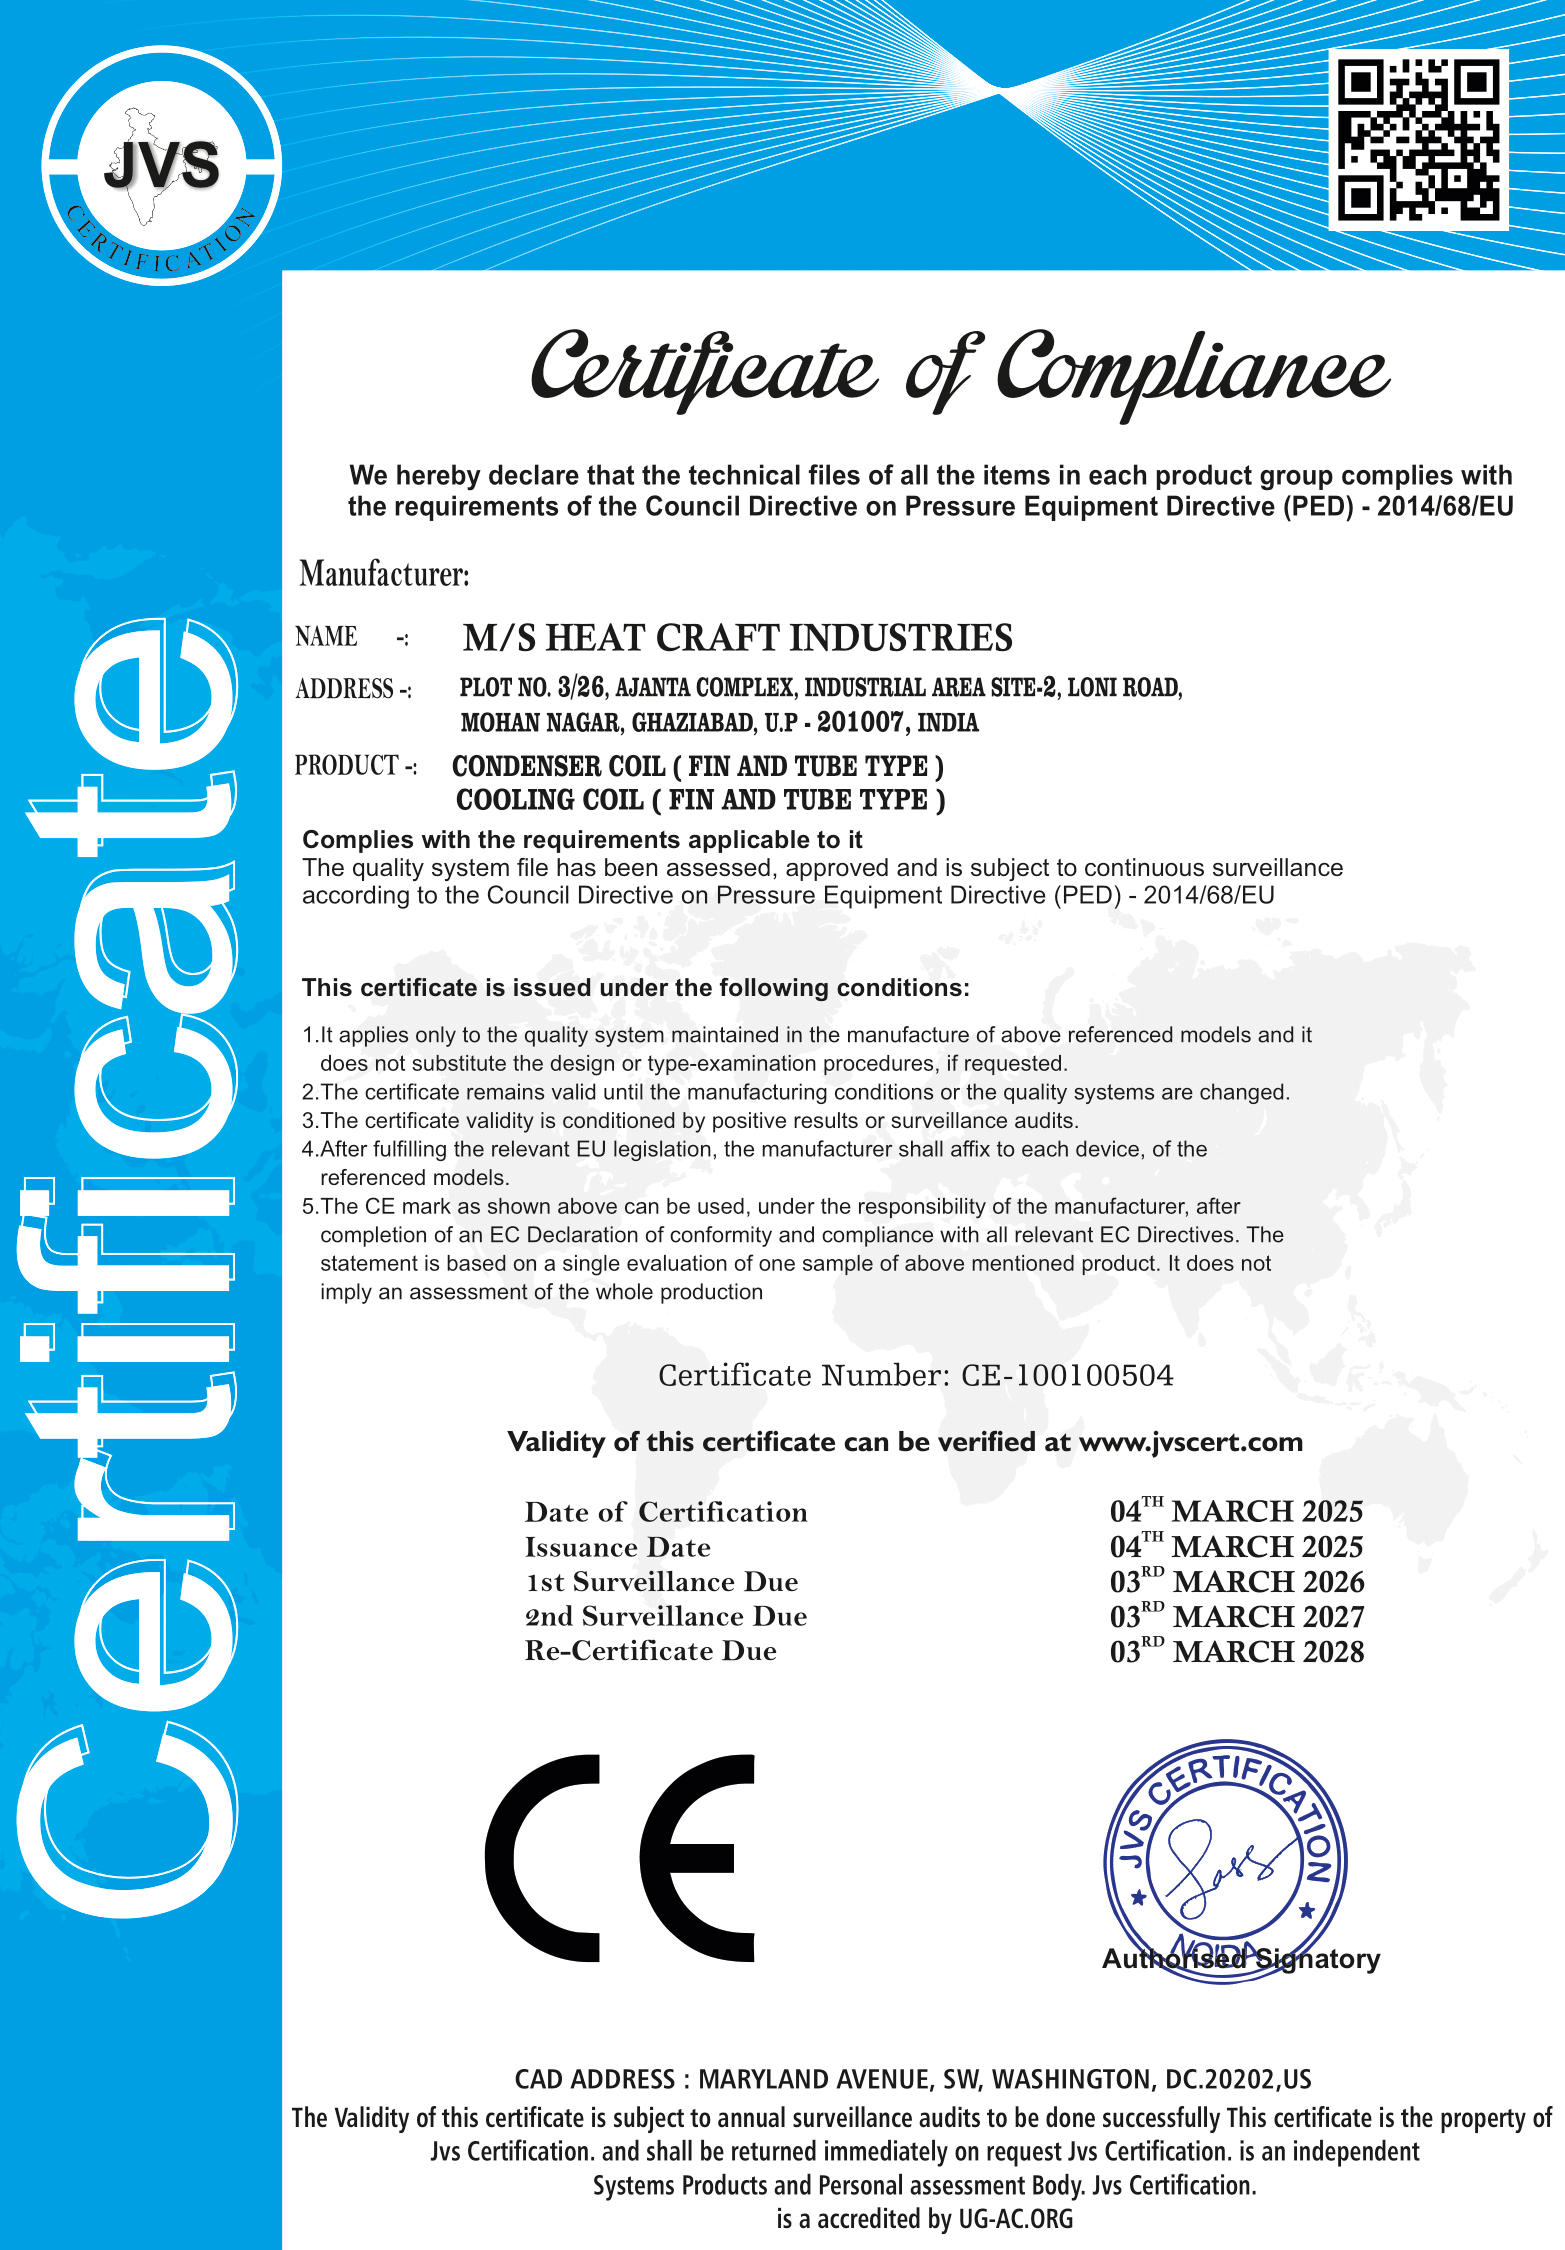 JVS
CERTIFICATION
Certificate
Certificate of Compliance
We hereby declare that the technical files of all the items in each product group complies with
the requirements of the Council Directive on Pressure Equipment Directive (PED) - 2014/68/EU
Manufacturer:
NAME -: M/S HEAT CRAFT INDUSTRIES
ADDRESS -: PLOT NO. 3/26, AJANTA COMPLEX, INDUSTRIAL AREA SITE-2, LONI ROAD,
MOHAN NAGAR, GHAZIABAD, U.P - 201007, INDIA
PRODUCT -: CONDENSER COIL ( FIN AND TUBE TYPE )
COOLING COIL ( FIN AND TUBE TYPE )
Complies with the requirements applicable to it
The quality system file has been assessed, approved and is subject to continuous surveillance
according to the Council Directive on Pressure Equipment Directive (PED) - 2014/68/EU
This certificate is issued under the following conditions:
1.It applies only to the quality system maintained in the manufacture of above referenced models and it
does not substitute the design or type-examination procedures, if requested.
2.The certificate remains valid until the manufacturing conditions or the quality systems are changed.
3.The certificate validity is conditioned by positive results or surveillance audits.
4.After fulfilling the relevant EU legislation, the manufacturer shall affix to each device, of the
referenced models.
5.The CE mark as shown above can be used, under the responsibility of the manufacturer, after
completion of an EC Declaration of conformity and compliance with all relevant EC Directives. The
statement is based on a single evaluation of one sample of above mentioned product. It does not
imply an assessment of the whole production
Certificate Number: CE-100100504
Validity of this certificate can be verified at www.jvscert.com
Date of Certification 04TH MARCH 2025
Issuance Date 04TH MARCH 2025
1st Surveillance Due 03RD MARCH 2026
2nd Surveillance Due 03RD MARCH 2027
Re-Certificate Due 03RD MARCH 2028
CE
JVS CERTIFICATION
NOIDA
Authorised Signatory
CAD ADDRESS : MARYLAND AVENUE, SW, WASHINGTON, DC.20202,US
The Validity of this certificate is subject to annual surveillance audits to be done successfully This certificate is the property of
Jvs Certification. and shall be returned immediately on request Jvs Certification. is an independent
Systems Products and Personal assessment Body. Jvs Certification.
is a accredited by UG-AC.ORG